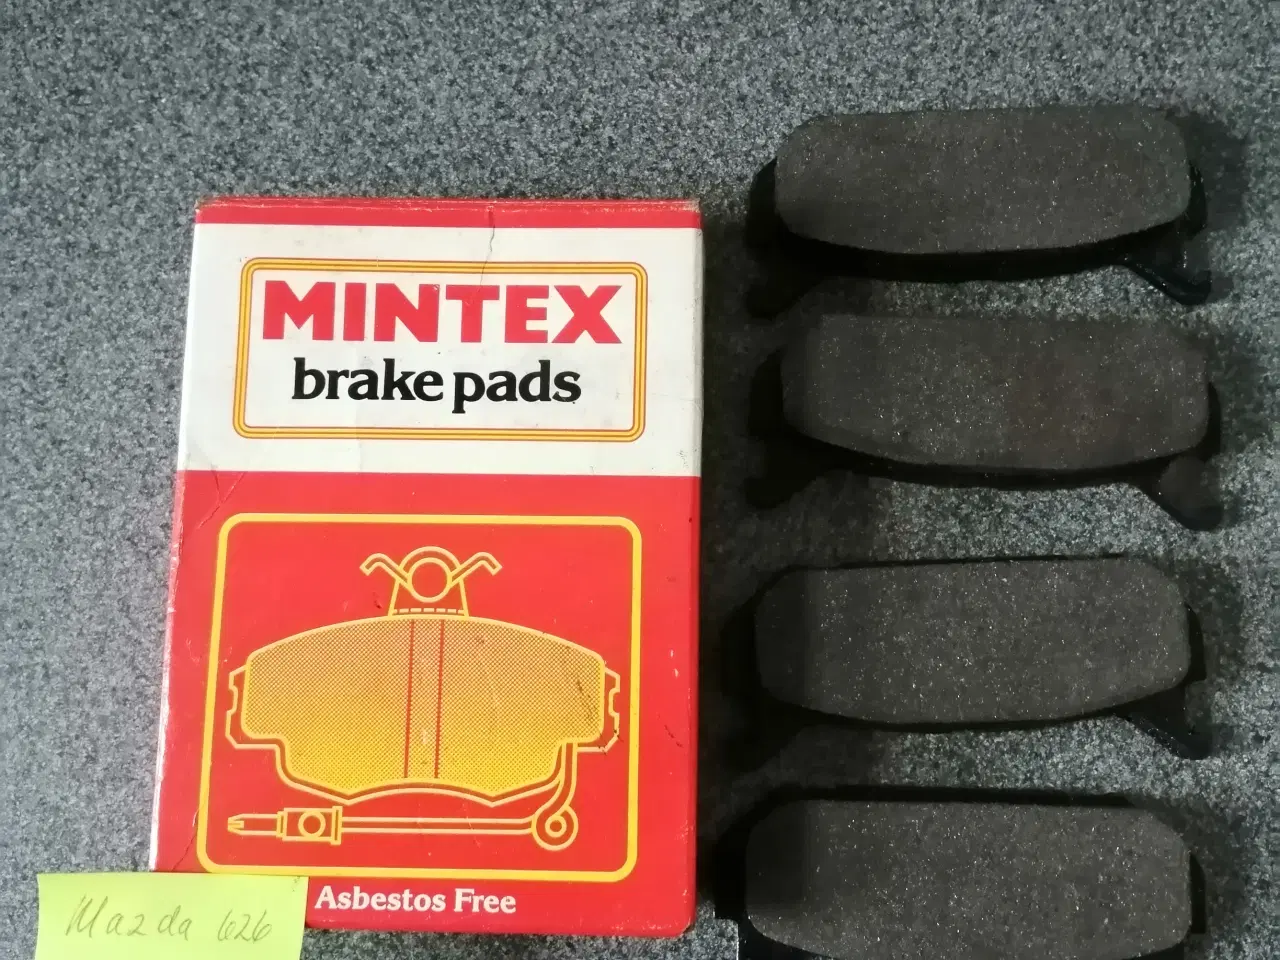 MINTEX
brake pads
Asbestos Free
Mazda 626